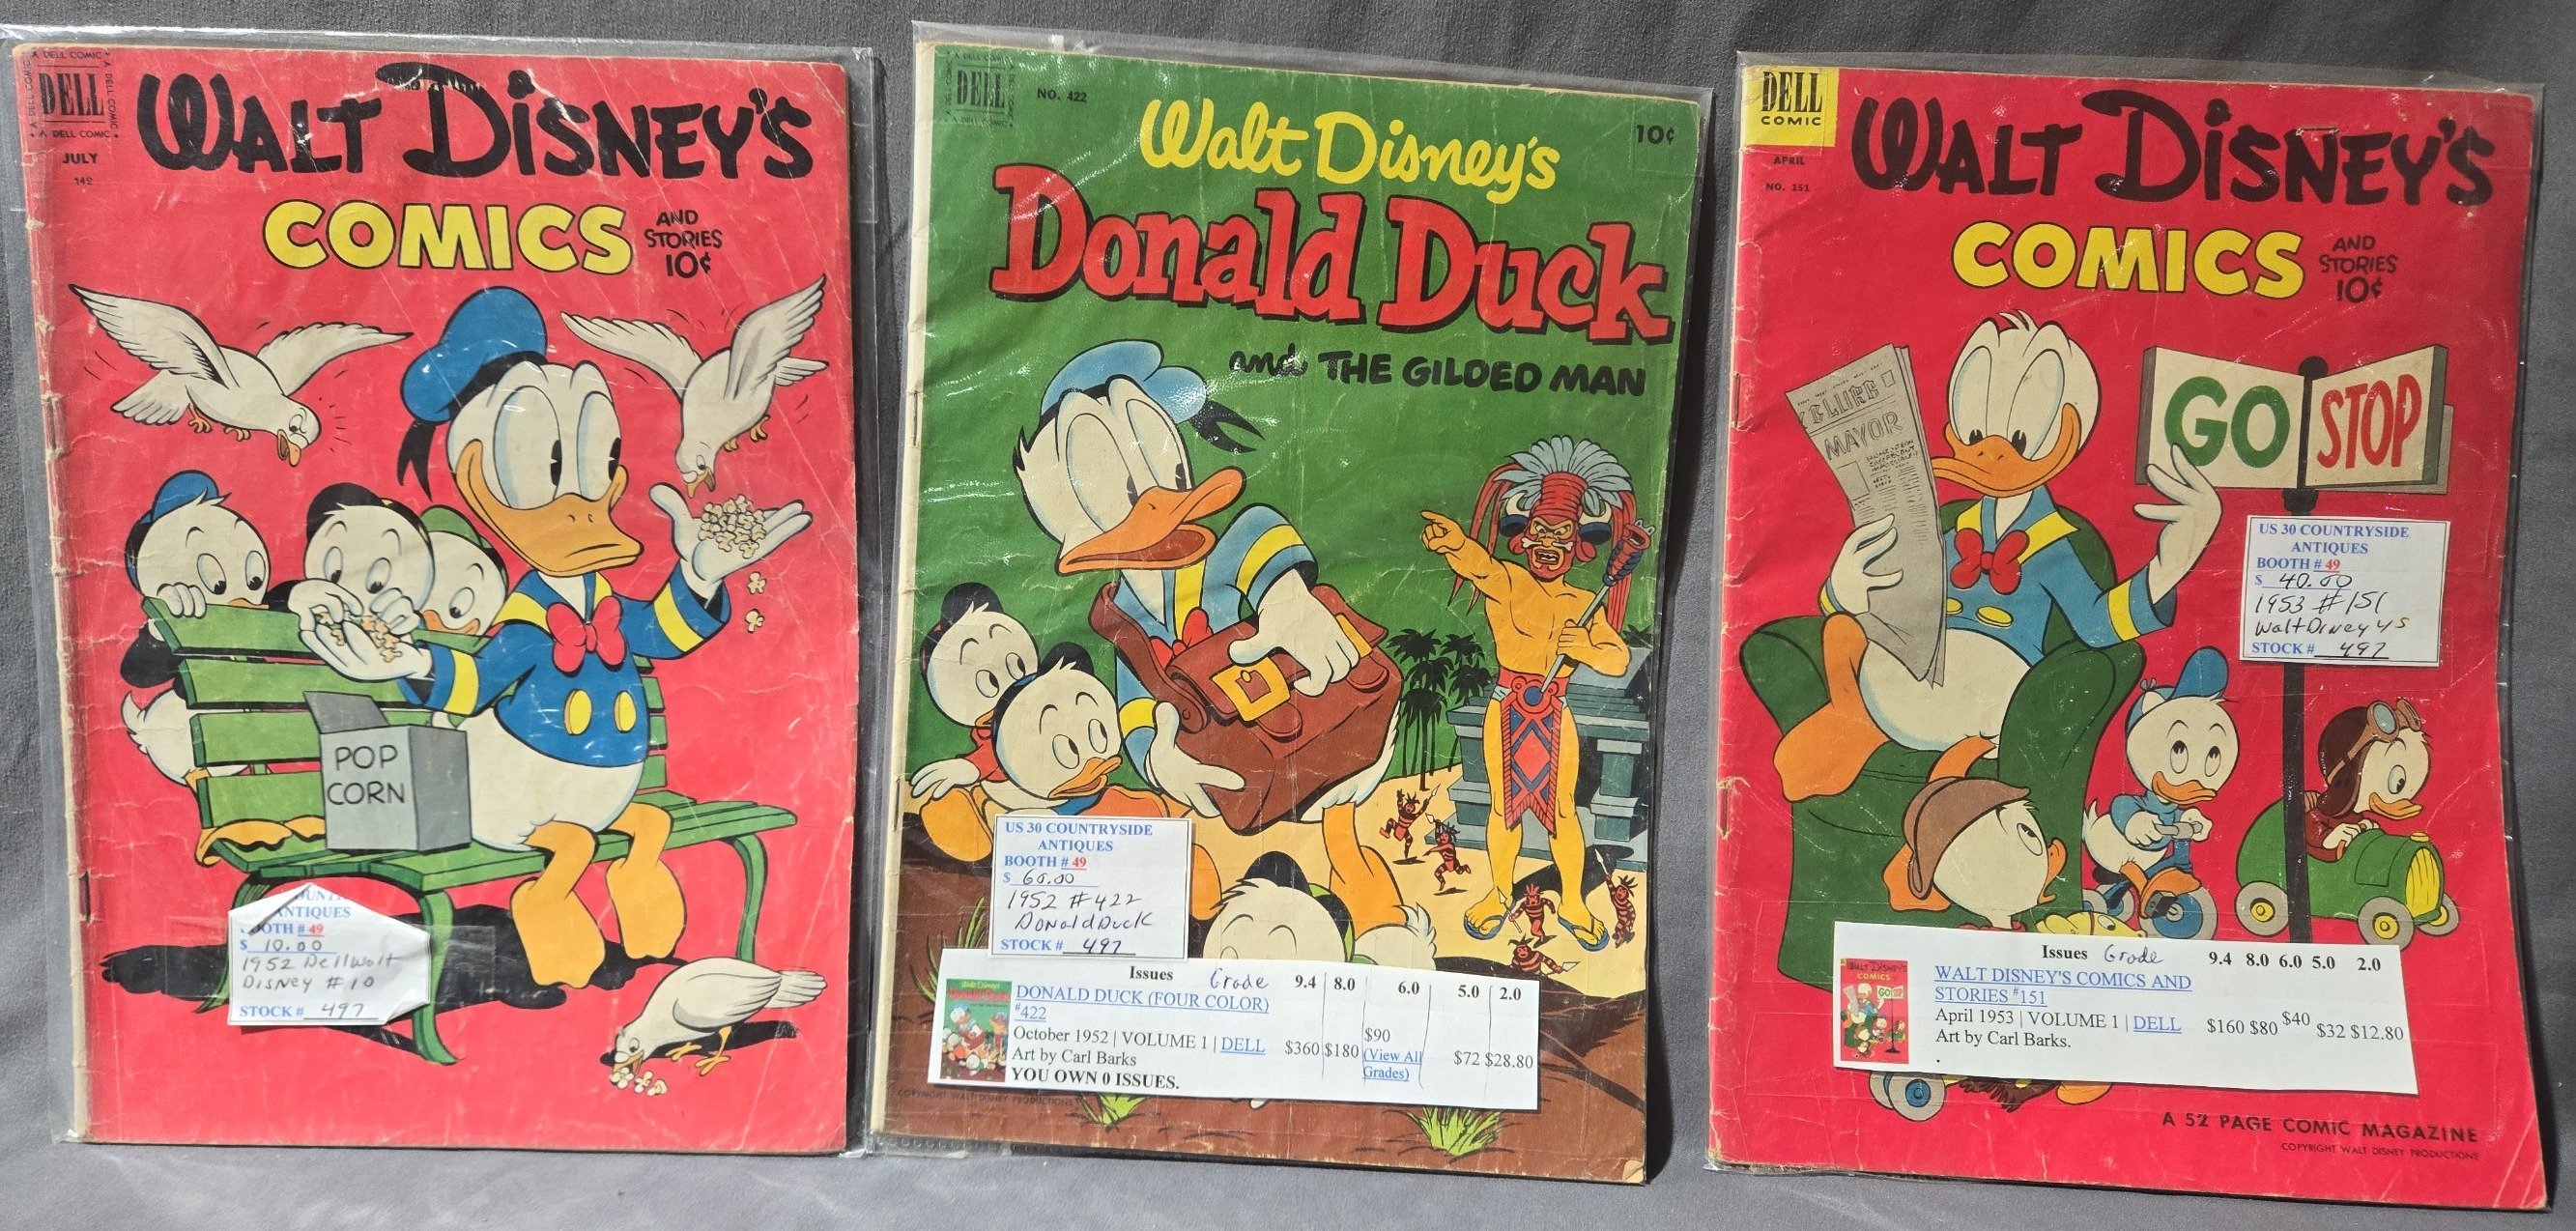 A DELL COMIC
DELL
A DELL COMIC
JULY
142
WALT DISNEY'S
COMICS
AND
STORIES
10¢
POP
CORN
ANTIQUES
# 49
$ 10.00
1952 Dell Walt
Disney #10
STOCK # 497
DELL
A DELL COMIC
NO. 422
10¢
Walt Disney's
Donald Duck
and THE GILDED MAN
US 30 COUNTRYSIDE
ANTIQUES
BOOTH # 49
$ 60.00
1952 #422
Donald Duck
STOCK # 497
Issues Grade 9.4 8.0 6.0 5.0 2.0
DONALD DUCK (FOUR COLOR)
#422
October 1952 | VOLUME 1 | DELL
Art by Carl Barks
YOU OWN 0 ISSUES.
$360 $180 $90 $72 $28.80
(View All
Grades)
COPYRIGHT WALT DISNEY PRODUCTIONS
DELL
COMIC
APRIL
NO. 151
WALT DISNEY'S
COMICS
AND
STORIES
10¢
BLURB
MAYOR
GO
STOP
US 30 COUNTRYSIDE
ANTIQUES
BOOTH # 49
$ 40.00
1953 #151
STOCK # 497
Issues Grade 9.4 8.0 6.0 5.0 2.0
WALT DISNEY'S COMICS AND
STORIES #151
April 1953 | VOLUME 1 | DELL
Art by Carl Barks.
$160 $80 $40 $32 $12.80
A 52 PAGE COMIC MAGAZINE
COPYRIGHT WALT DISNEY PRODUCTIONS